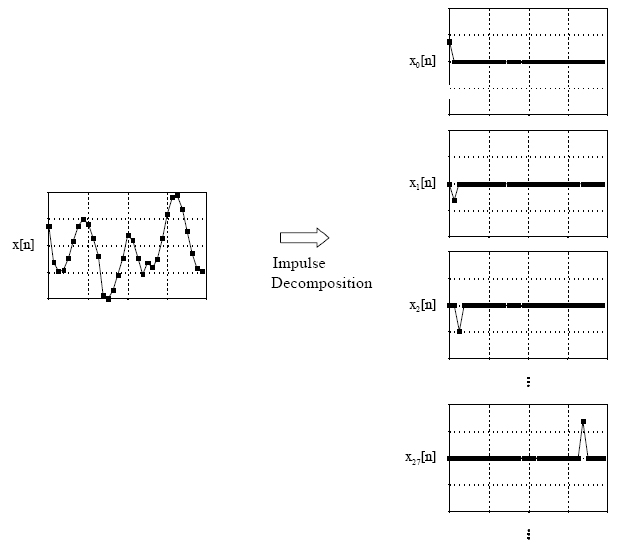 x[n]
Impulse
Decomposition
x0[n]
x1[n]
x2[n]
x27[n]